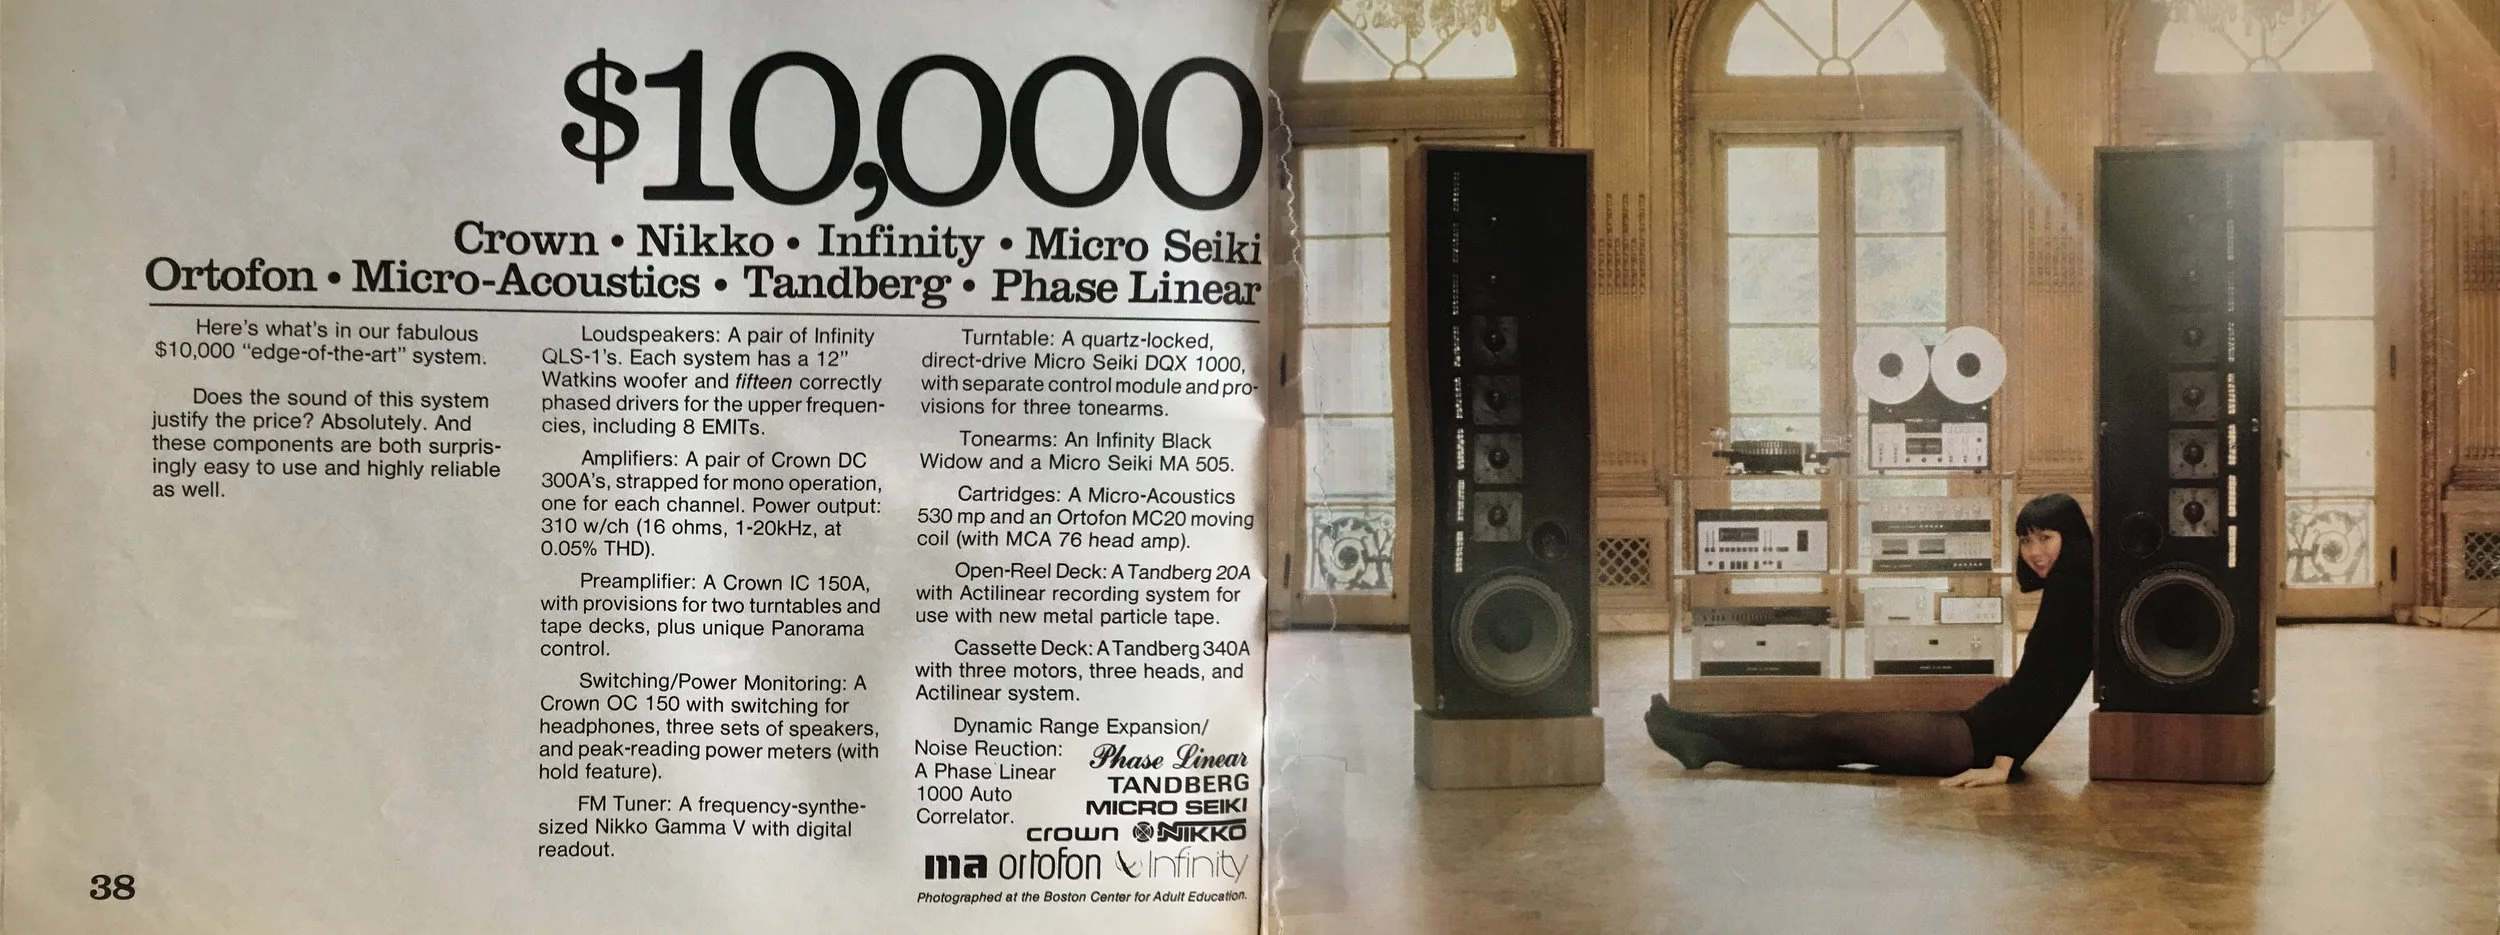 $10,000
Crown • Nikko • Infinity • Micro Seiki
Ortofon • Micro-Acoustics • Tandberg • Phase Linear
Here's what's in our fabulous
$10,000 “edge-of-the-art” system.
Does the sound of this system
justify the price? Absolutely. And
these components are both surpris-
ingly easy to use and highly reliable
as well.
Loudspeakers: A pair of Infinity
QLS-1's. Each system has a 12”
Watkins woofer and fifteen correctly
phased drivers for the upper frequen-
cies, including 8 EMITs.
Amplifiers: A pair of Crown DC
300A's, strapped for mono operation,
one for each channel. Power output:
310 w/ch (16 ohms, 1-20kHz, at
0.05% THD).
Preamplifier: A Crown IC 150A,
with provisions for two turntables and
tape decks, plus unique Panorama
control.
Switching/Power Monitoring: A
Crown OC 150 with switching for
headphones, three sets of speakers,
and peak-reading power meters (with
hold feature).
FM Tuner: A frequency-synthe-
sized Nikko Gamma V with digital
readout.
Turntable: A quartz-locked,
direct-drive Micro Seiki DQX 1000,
with separate control module and pro-
visions for three tonearms.
Tonearms: An Infinity Black
Widow and a Micro Seiki MA 505.
Cartridges: A Micro-Acoustics
530 mp and an Ortofon MC20 moving
coil (with MCA 76 head amp).
Open-Reel Deck: A Tandberg 20A
with Actilinear recording system for
use with new metal particle tape.
Cassette Deck: A Tandberg 340A
with three motors, three heads, and
Actilinear system.
Dynamic Range Expansion/
Noise Reuction:
A Phase Linear
1000 Auto
Correlator.
Phase Linear
TANDBERG
MICRO SEIKI
crown NIKKO
ma ortofon Infinity
Photographed at the Boston Center for Adult Education.
38